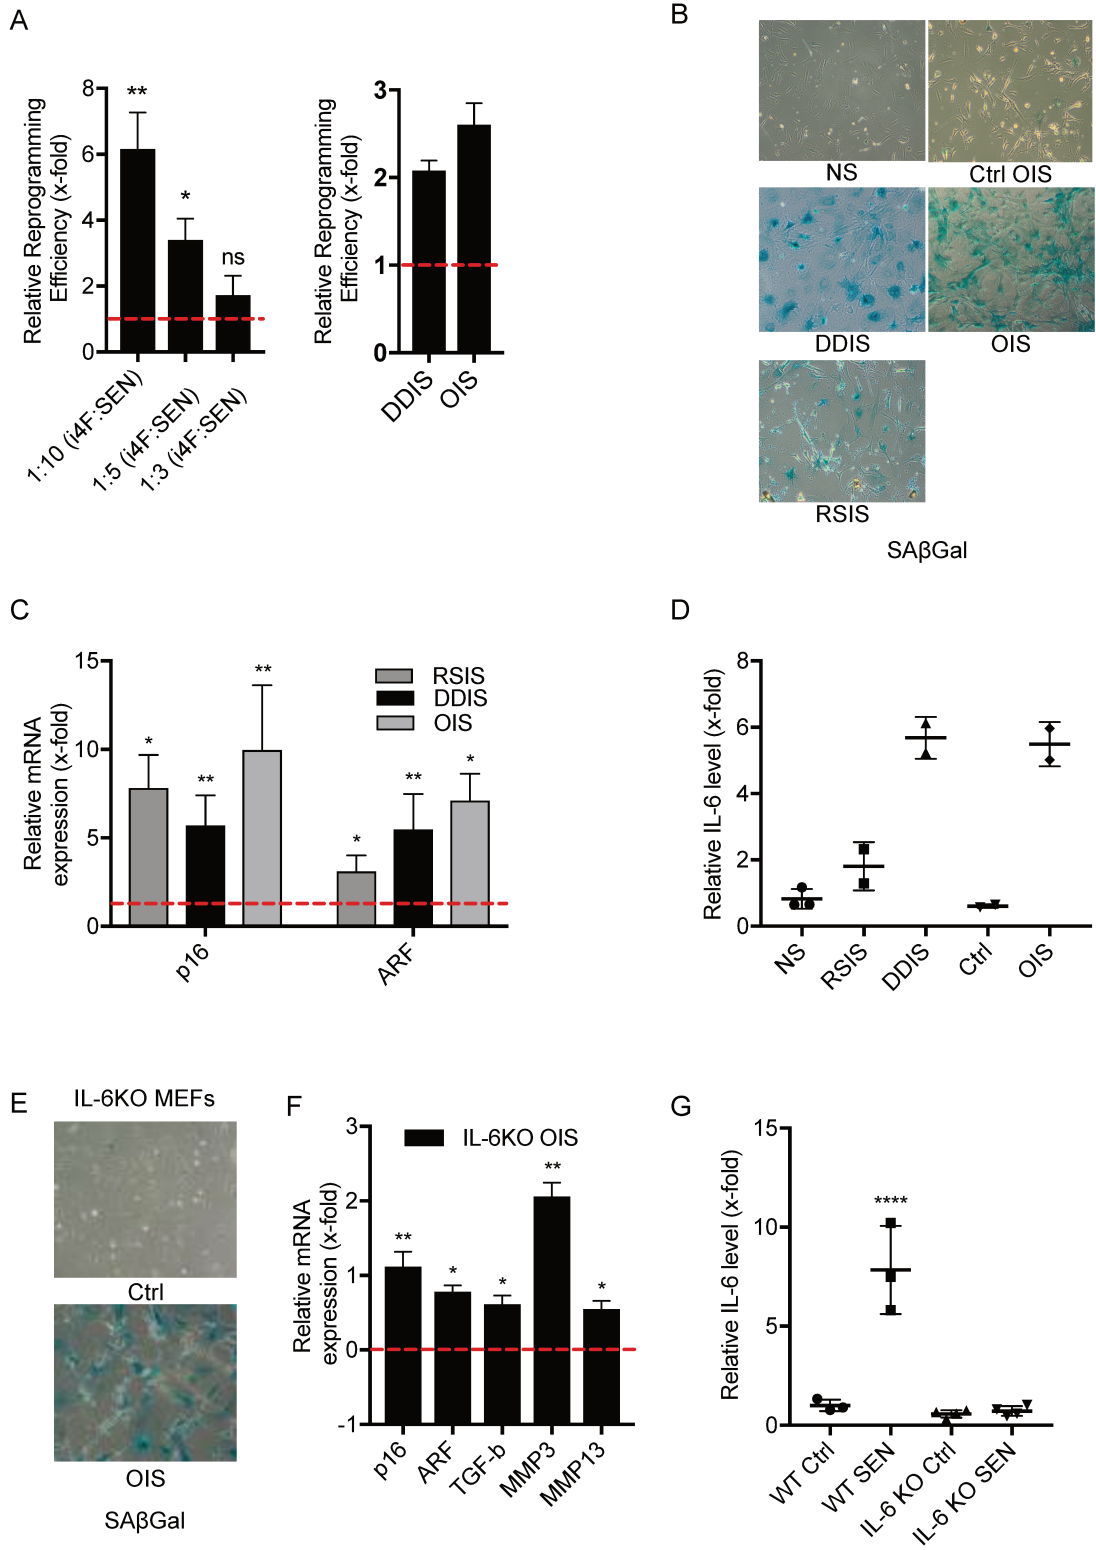 A
Relative Reprogramming
Efficiency (x-fold)
8
6
4
2
0
**
*
ns
1:10 (i4F:SEN)
1:5 (i4F:SEN)
1:3 (i4F:SEN)
Relative Reprogramming
Efficiency (x-fold)
3
2
1
0
DDIS
OIS
B
NS
Ctrl OIS
DDIS
OIS
RSIS
SAβGal
C
Relative mRNA
expression (x-fold)
15
10
5
0
RSIS
DDIS
OIS
*
**
**
*
**
*
p16
ARF
D
Relative IL-6 level (x-fold)
8
6
4
2
0
NS
RSIS
DDIS
Ctrl
OIS
E
IL-6KO MEFs
Ctrl
OIS
SAβGal
F
Relative mRNA
expression (x-fold)
3
2
1
0
-1
IL-6KO OIS
**
*
*
**
*
p16
ARF
TGF-b
MMP3
MMP13
G
Relative IL-6 level (x-fold)
15
10
5
0
****
WT Ctrl
WT SEN
IL-6 KO Ctrl
IL-6 KO SEN